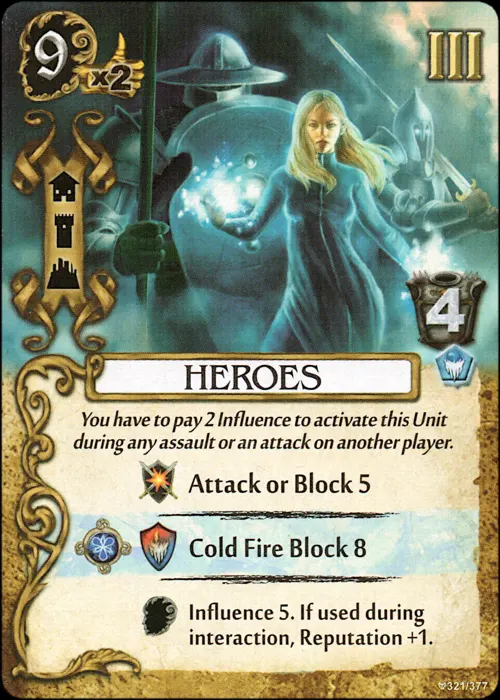 9
x2
III
4
HEROES
You have to pay 2 Influence to activate this Unit
during any assault or an attack on another player.
Attack or Block 5
Cold Fire Block 8
Influence 5. If used during
interaction, Reputation +1.
321/377